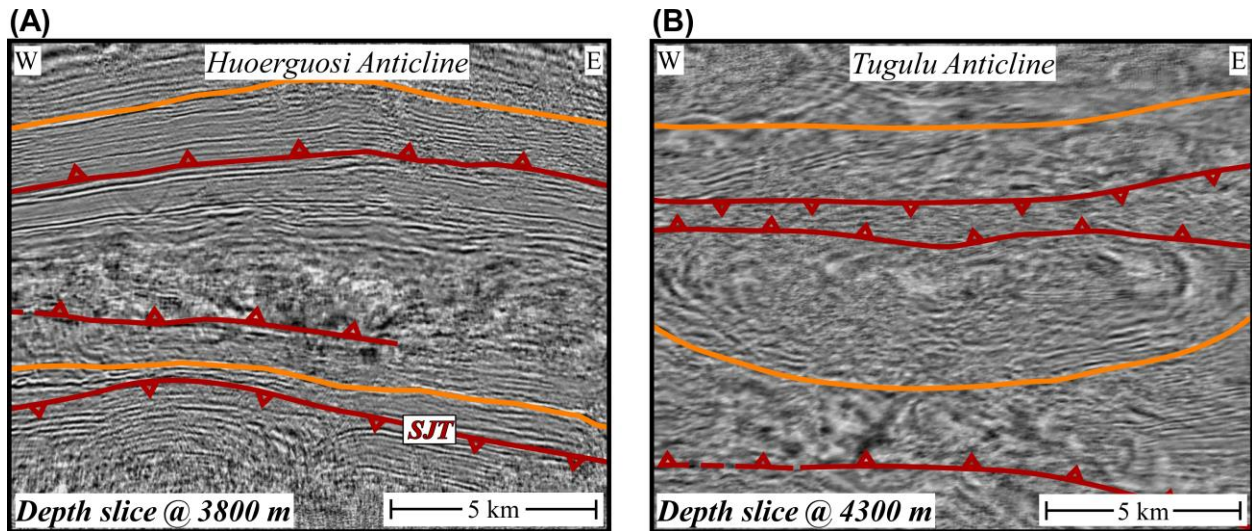 (A)
W
Huoerguosi Anticline
E
SJT
Depth slice @ 3800 m
5 km
(B)
W
Tugulu Anticline
E
Depth slice @ 4300 m
5 km